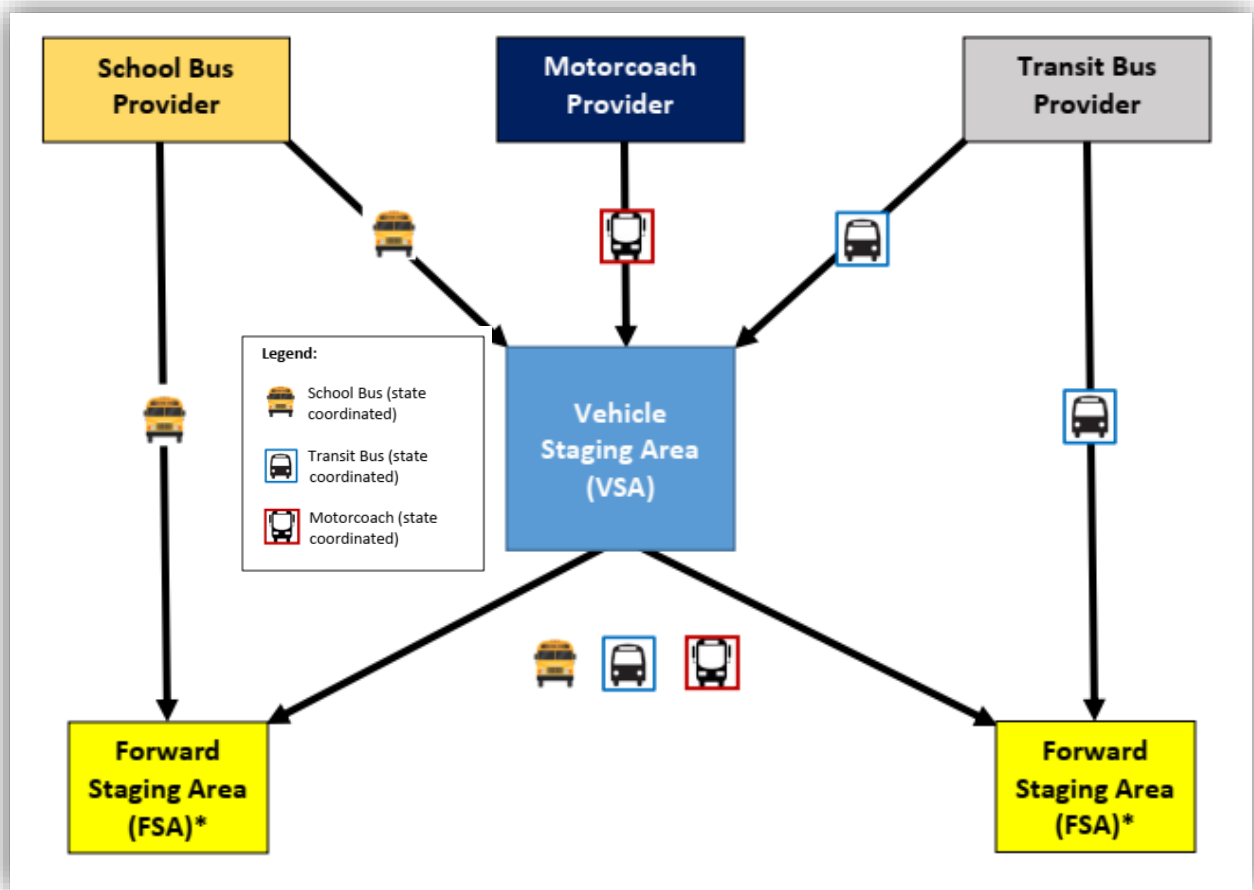 School Bus
Provider
Motorcoach
Provider
Transit Bus
Provider
Legend:
School Bus (state
coordinated)
Transit Bus (state
coordinated)
Motorcoach (state
coordinated)
Vehicle
Staging Area
(VSA)
Forward
Staging Area
(FSA)*
Forward
Staging Area
(FSA)*